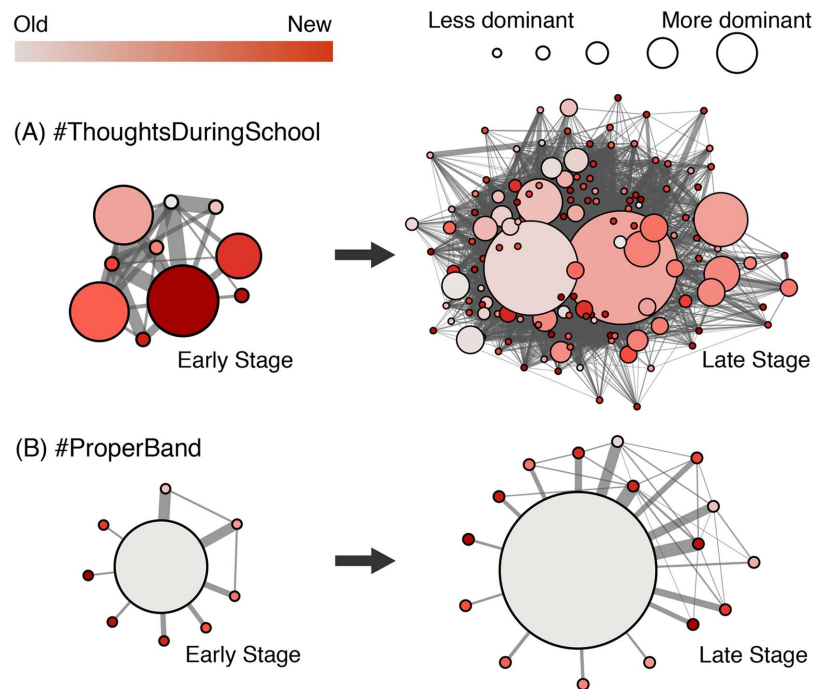 Old
New
Less dominant
More dominant
(A) #ThoughtsDuringSchool
Early Stage
Late Stage
(B) #ProperBand
Early Stage
Late Stage